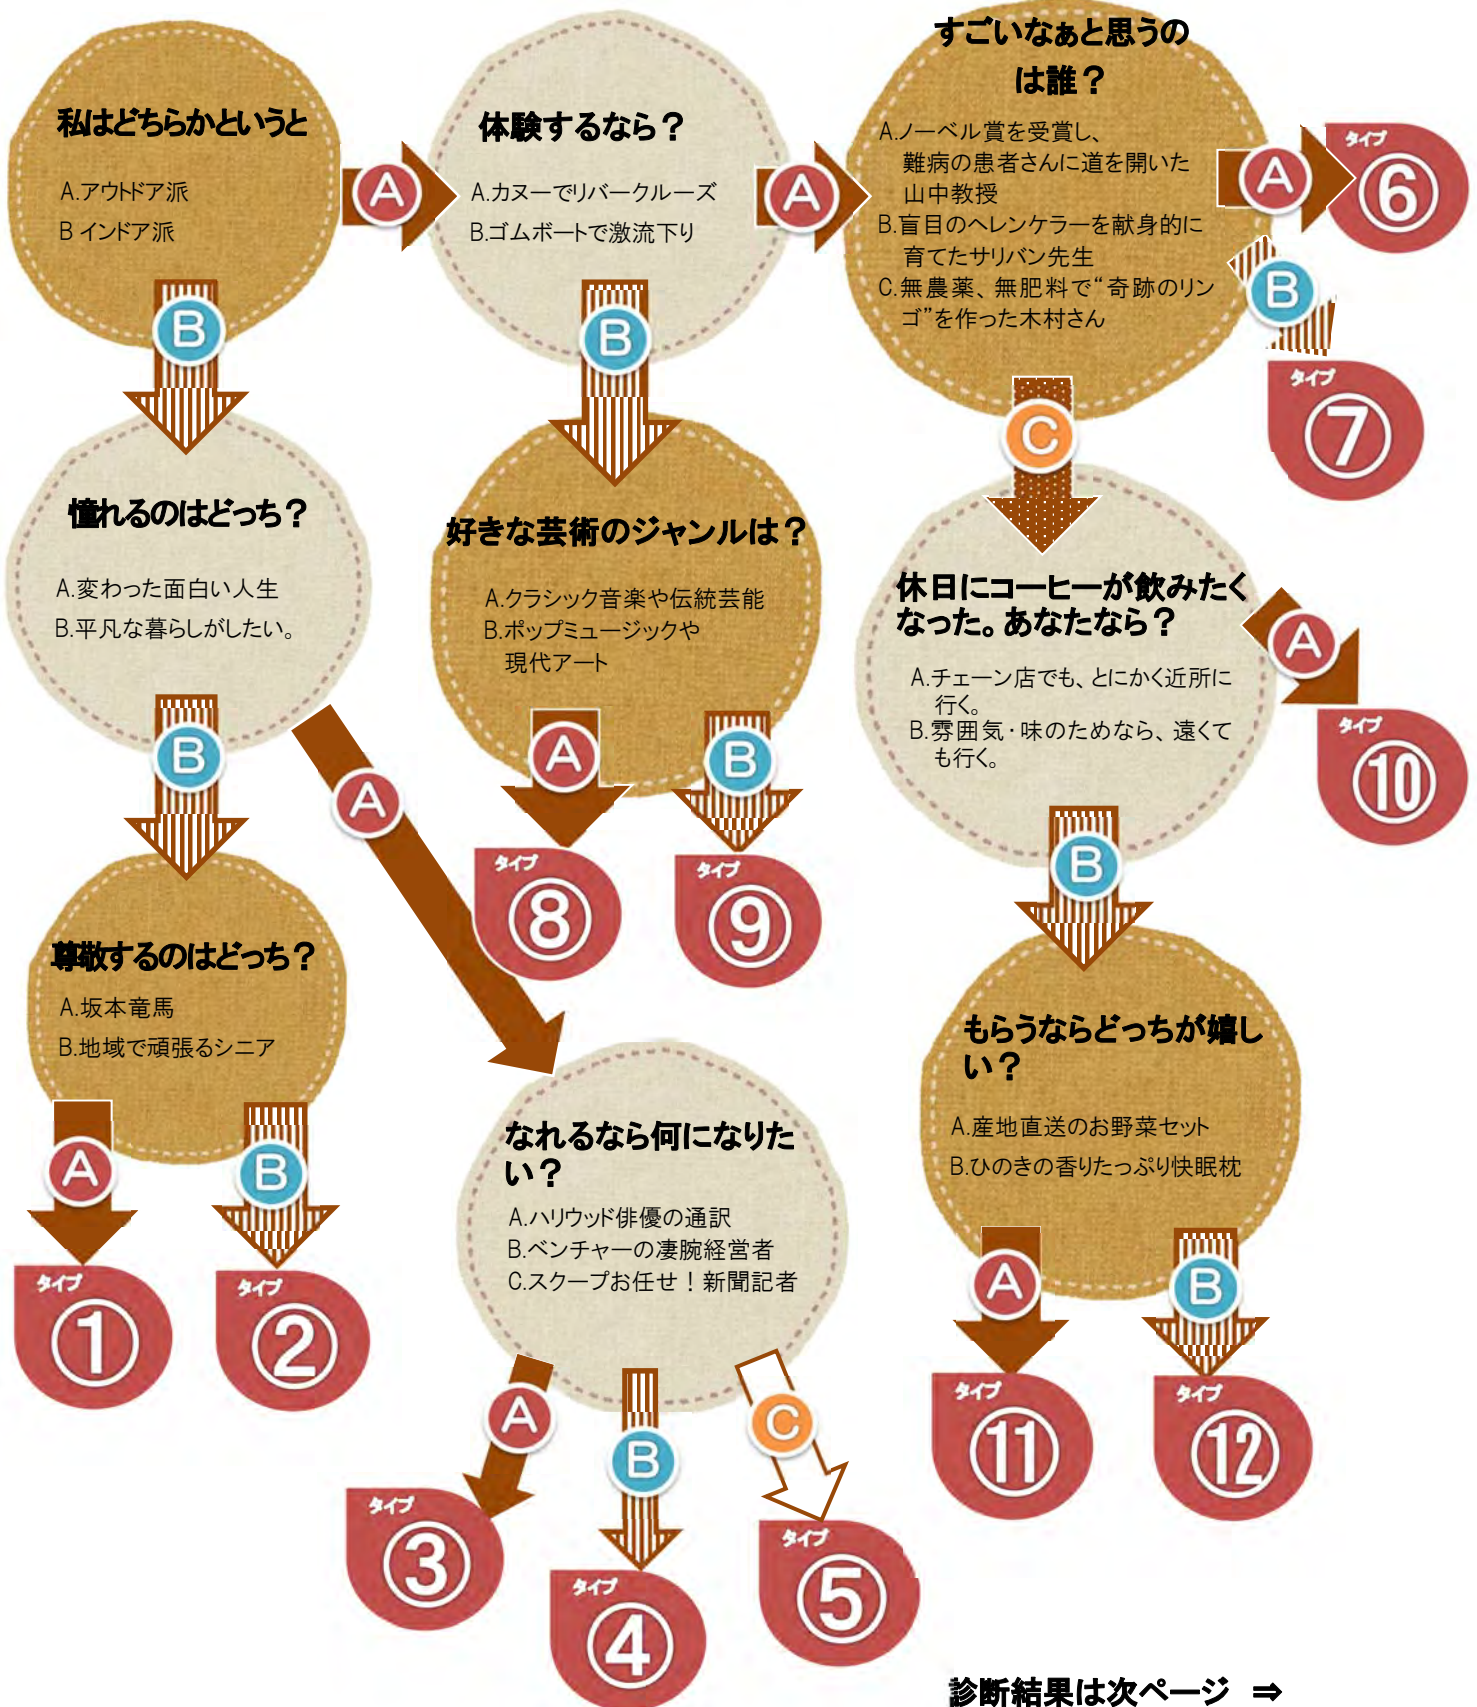 私はどちらかというと
A.アウトドア派
B インドア派
A
B
体験するなら？
A.カヌーでリバークルーズ
B.ゴムボートで激流下り
A
B
すごいなぁと思うの
は誰？
A.ノーベル賞を受賞し、
難病の患者さんに道を開いた
山中教授
B.盲目のヘレンケラーを献身的に
育てたサリバン先生
C.無農薬、無肥料で“奇跡のリン
ゴ”を作った木村さん
A
タイプ
⑥
B
タイプ
⑦
C
憧れるのはどっち？
A.変わった面白い人生
B.平凡な暮らしがしたい。
B
A
好きな芸術のジャンルは？
A.クラシック音楽や伝統芸能
B.ポップミュージックや
現代アート
A
B
タイプ
⑧
タイプ
⑨
休日にコーヒーが飲みたく
なった。あなたなら？
A.チェーン店でも、とにかく近所に
行く。
B.雰囲気・味のためなら、遠くて
も行く。
A
タイプ
⑩
B
尊敬するのはどっち？
A.坂本竜馬
B.地域で頑張るシニア
A
B
タイプ
①
タイプ
②
なれるなら何になりた
い？
A.ハリウッド俳優の通訳
B.ベンチャーの凄腕経営者
C.スクープお任せ！新聞記者
A
B
C
タイプ
③
タイプ
④
タイプ
⑤
もらうならどっちが嬉し
い？
A.産地直送のお野菜セット
B.ひのきの香りたっぷり快眠枕
A
B
タイプ
⑪
タイプ
⑫
診断結果は次ページ ⇒